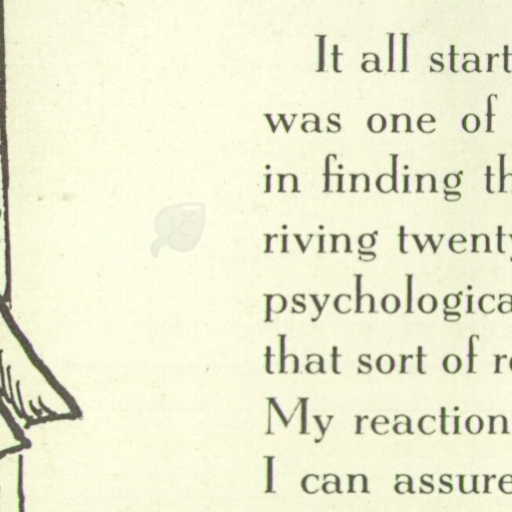 It all start
was one of
in finding th
riving twenty
psychologica
that sort of re
My reaction
I can assure